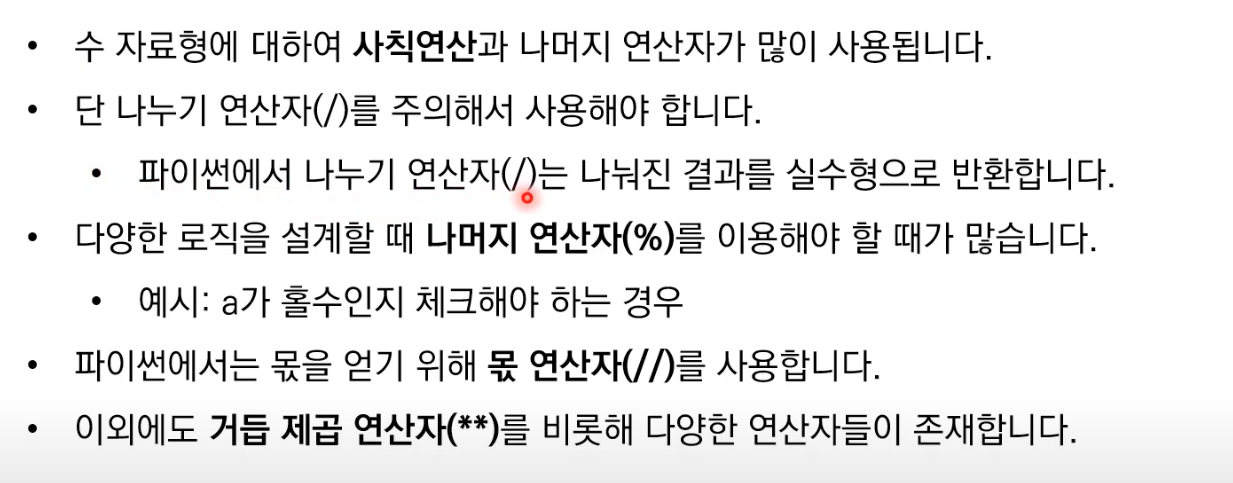 • 수 자료형에 대하여 사칙연산과 나머지 연산자가 많이 사용됩니다.
• 단 나누기 연산자(/)를 주의해서 사용해야 합니다.
• 파이썬에서 나누기 연산자(/)는 나눠진 결과를 실수형으로 반환합니다.
• 다양한 로직을 설계할 때 나머지 연산자(%)를 이용해야 할 때가 많습니다.
• 예시: a가 홀수인지 체크해야 하는 경우
• 파이썬에서는 몫을 얻기 위해 몫 연산자(//)를 사용합니다.
• 이외에도 거듭 제곱 연산자(**)를 비롯해 다양한 연산자들이 존재합니다.